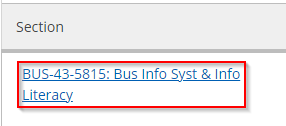 Section
BUS-43-5815: Bus Info Syst & Info
Literacy